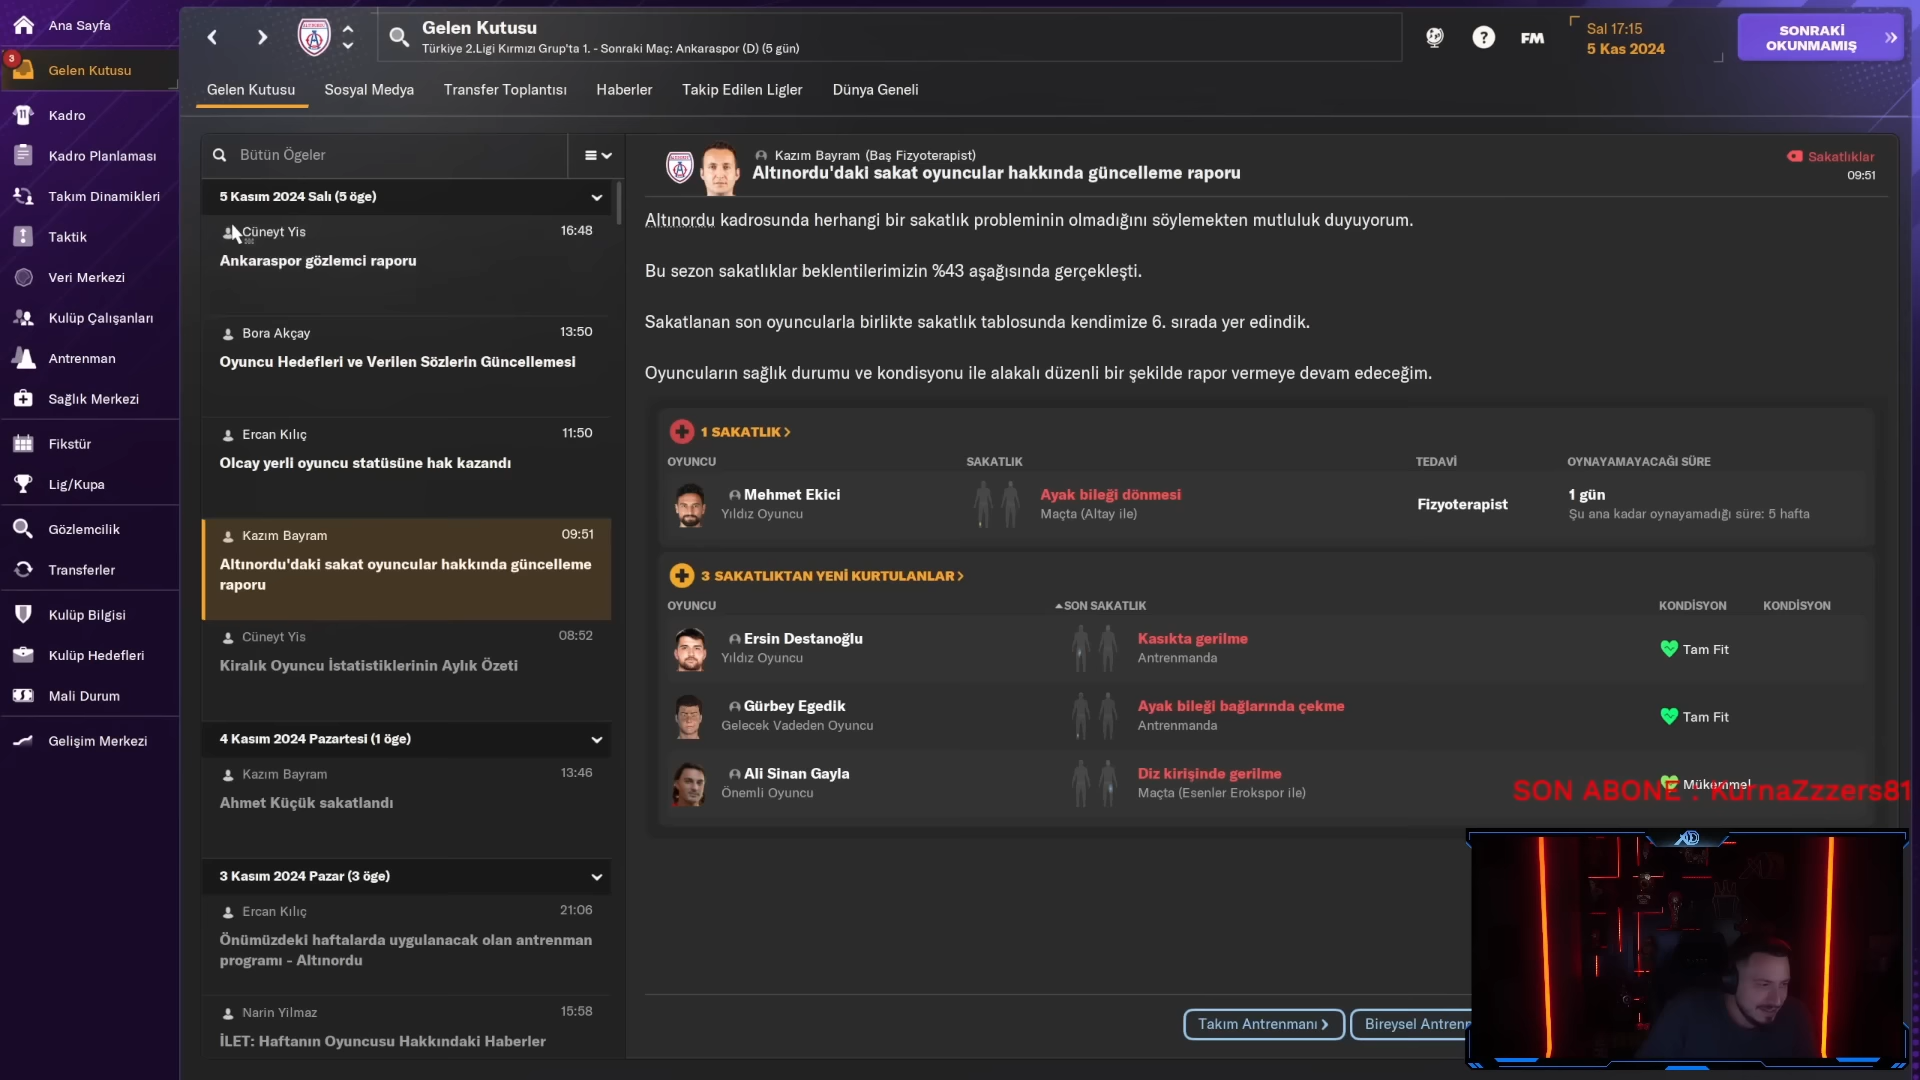 Ana Sayfa
3
Gelen Kutusu
Kadro
Kadro Planlaması
Takım Dinamikleri
Taktik
Veri Merkezi
Kulüp Çalışanları
Antrenman
Sağlık Merkezi
Fikstür
Lig/Kupa
Gözlemcilik
Transferler
Kulüp Bilgisi
Kulüp Hedefleri
Mali Durum
Gelişim Merkezi
Gelen Kutusu
Türkiye 2.Ligi Kırmızı Grup'ta 1. - Sonraki Maç: Ankaraspor (D) (5 gün)
FM
Sal 17:15
5 Kas 2024
SONRAKİ
OKUNMAMIŞ
Gelen Kutusu Sosyal Medya Transfer Toplantısı Haberler Takip Edilen Ligler Dünya Geneli
Bütün Ögeler
5 Kasım 2024 Salı (5 öge)
Cüneyt Yis 16:48
Ankaraspor gözlemci raporu
Bora Akçay 13:50
Oyuncu Hedefleri ve Verilen Sözlerin Güncellemesi
Ercan Kılıç 11:50
Olcay yerli oyuncu statüsüne hak kazandı
Kazım Bayram 09:51
Altınordu'daki sakat oyuncular hakkında güncelleme
raporu
Cüneyt Yis 08:52
Kiralık Oyuncu İstatistiklerinin Aylık Özeti
4 Kasım 2024 Pazartesi (1 öge)
Kazım Bayram 13:46
Ahmet Küçük sakatlandı
3 Kasım 2024 Pazar (3 öge)
Ercan Kılıç 21:06
Önümüzdeki haftalarda uygulanacak olan antrenman
programı - Altınordu
Narin Yilmaz 15:58
İLET: Haftanın Oyuncusu Hakkındaki Haberler
Kazım Bayram (Baş Fizyoterapist)
Altınordu'daki sakat oyuncular hakkında güncelleme raporu
Sakatlıklar
09:51
Altınordu kadrosunda herhangi bir sakatlık probleminin olmadığını söylemekten mutluluk duyuyorum.
Bu sezon sakatlıklar beklentilerimizin %43 aşağısında gerçekleşti.
Sakatlanan son oyuncularla birlikte sakatlık tablosunda kendimize 6. sırada yer edindik.
Oyuncuların sağlık durumu ve kondisyonu ile alakalı düzenli bir şekilde rapor vermeye devam edeceğim.
1 SAKATLIK
OYUNCU SAKATLIK TEDAVİ OYNAYAMAYACAĞI SÜRE
Mehmet Ekici Ayak bileği dönmesi Fizyoterapist 1 gün
Yıldız Oyuncu Maçta (Altay ile) Şu ana kadar oynayamadığı süre: 5 hafta
3 SAKATLIKTAN YENİ KURTULANLAR
OYUNCU SON SAKATLIK KONDİSYON KONDİSYON
Ersin Destanoğlu Kasıkta gerilme Tam Fit
Yıldız Oyuncu Antrenmanda
Gürbey Egedik Ayak bileği bağlarında çekme Tam Fit
Gelecek Vadeden Oyuncu Antrenmanda
Ali Sinan Gayla Diz kirişinde gerilme Mükemmel
Önemli Oyuncu Maçta (Esenler Erokspor ile)
SON ABONE : KurnaZzzers81
Takım Antrenmanı Bireysel Antrenm